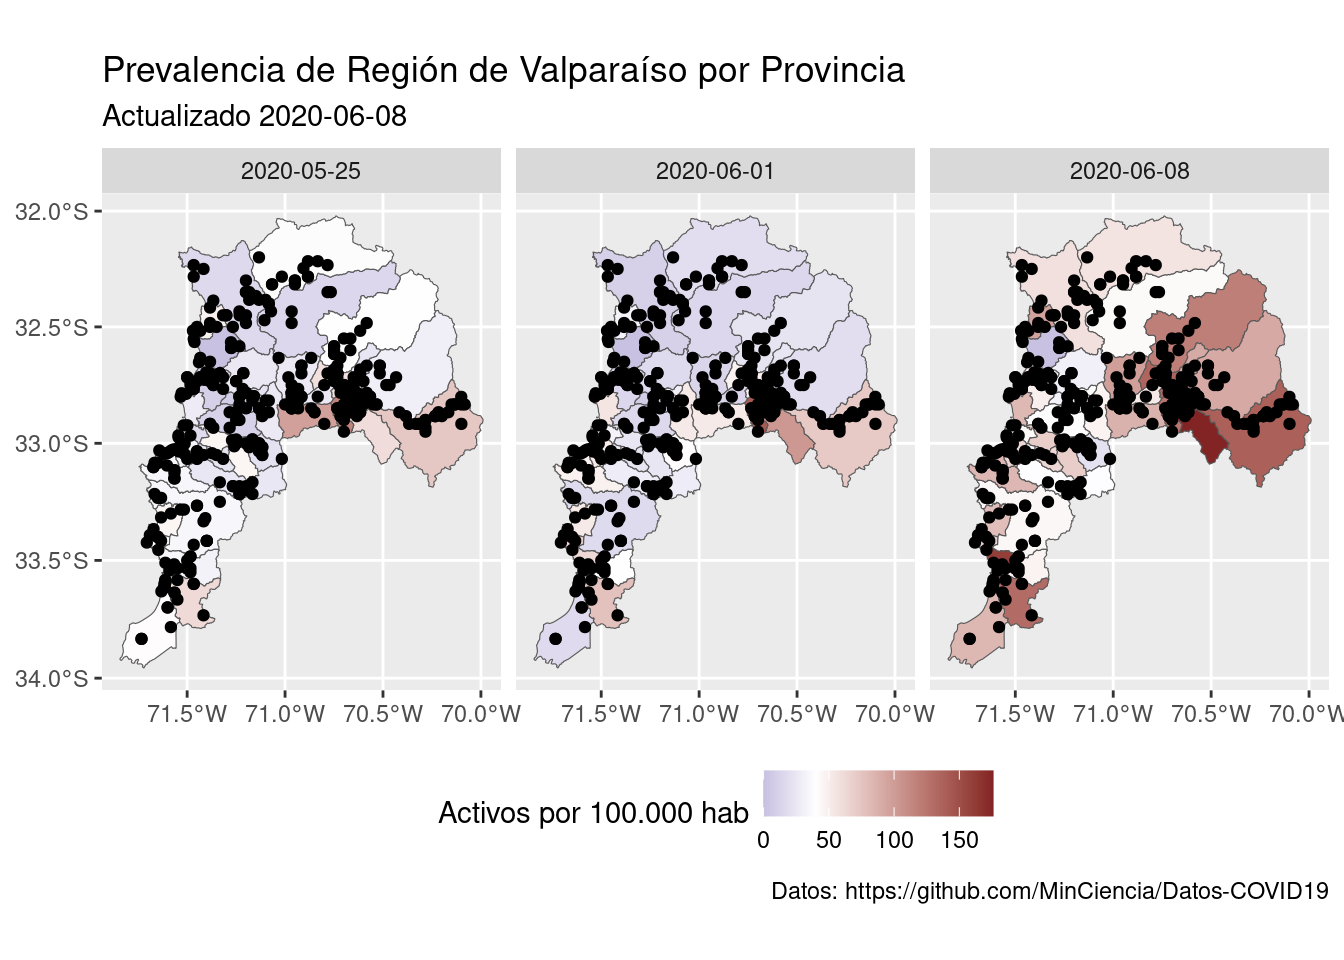 Prevalencia de Región de Valparaíso por Provincia
Actualizado 2020-06-08
2020-05-25 2020-06-01 2020-06-08
32.0°S
32.5°S
33.0°S
33.5°S
34.0°S
71.5°W 71.0°W 70.5°W 70.0°W 71.5°W 71.0°W 70.5°W 70.0°W 71.5°W 71.0°W 70.5°W 70.0°W
Activos por 100.000 hab
0 50 100 150
Datos: https://github.com/MinCiencia/Datos-COVID19